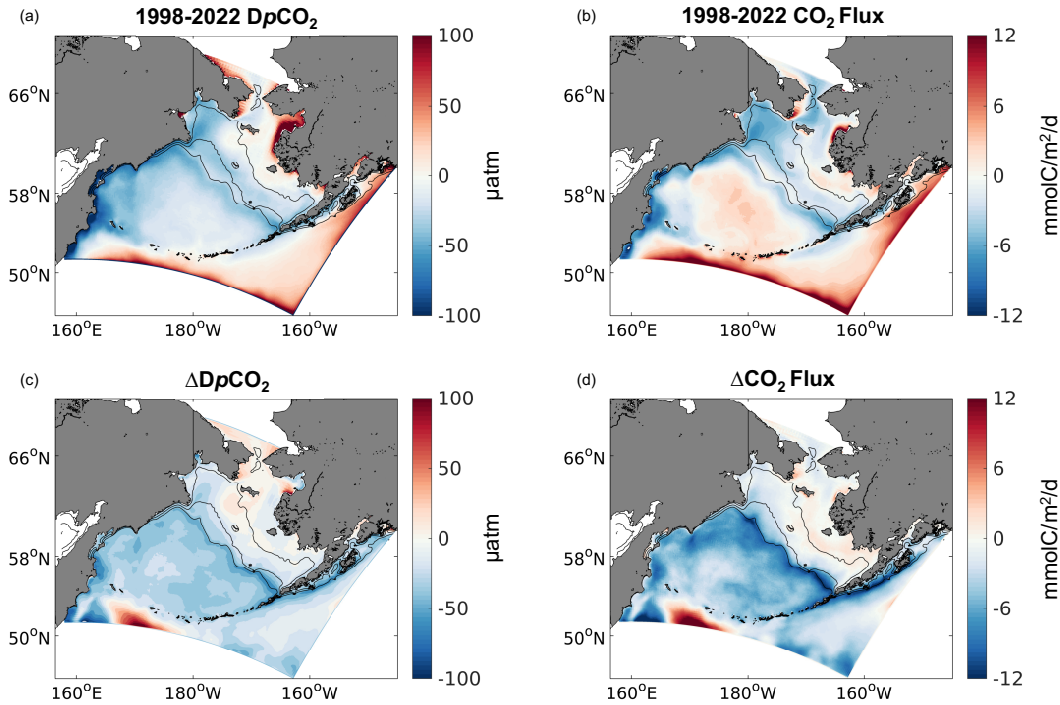 (a)
1998-2022 DpCO₂
66°N
58°N
50°N
160°E
180°W
160°W
100
50
0
-50
-100
µatm
(b)
1998-2022 CO₂ Flux
66°N
58°N
50°N
160°E
180°W
160°W
12
6
0
-6
-12
mmolC/m²/d
(c)
ΔDpCO₂
66°N
58°N
50°N
160°E
180°W
160°W
100
50
0
-50
-100
µatm
(d)
ΔCO₂ Flux
66°N
58°N
50°N
160°E
180°W
160°W
12
6
0
-6
-12
mmolC/m²/d